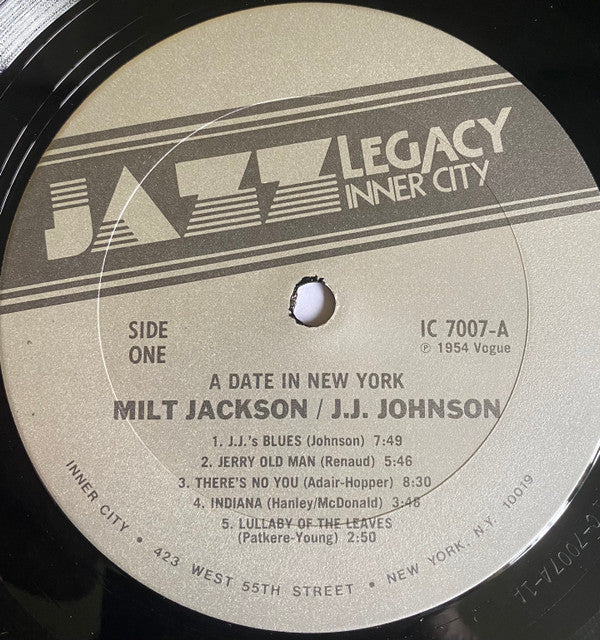 JAZZ LEGACY
INNER CITY
SIDE
ONE
IC 7007-A
℗ 1954 Vogue
A DATE IN NEW YORK
MILT JACKSON / J.J. JOHNSON
1. J.J.'s BLUES (Johnson) 7:49
2. JERRY OLD MAN (Renaud) 5:46
3. THERE'S NO YOU (Adair-Hopper) 8:30
4. INDIANA (Hanley/McDonald) 3:48
5. LULLABY OF THE LEAVES
(Patkere-Young) 2:50
INNER CITY • 423 WEST 55TH STREET • NEW YORK, N.Y. 10019